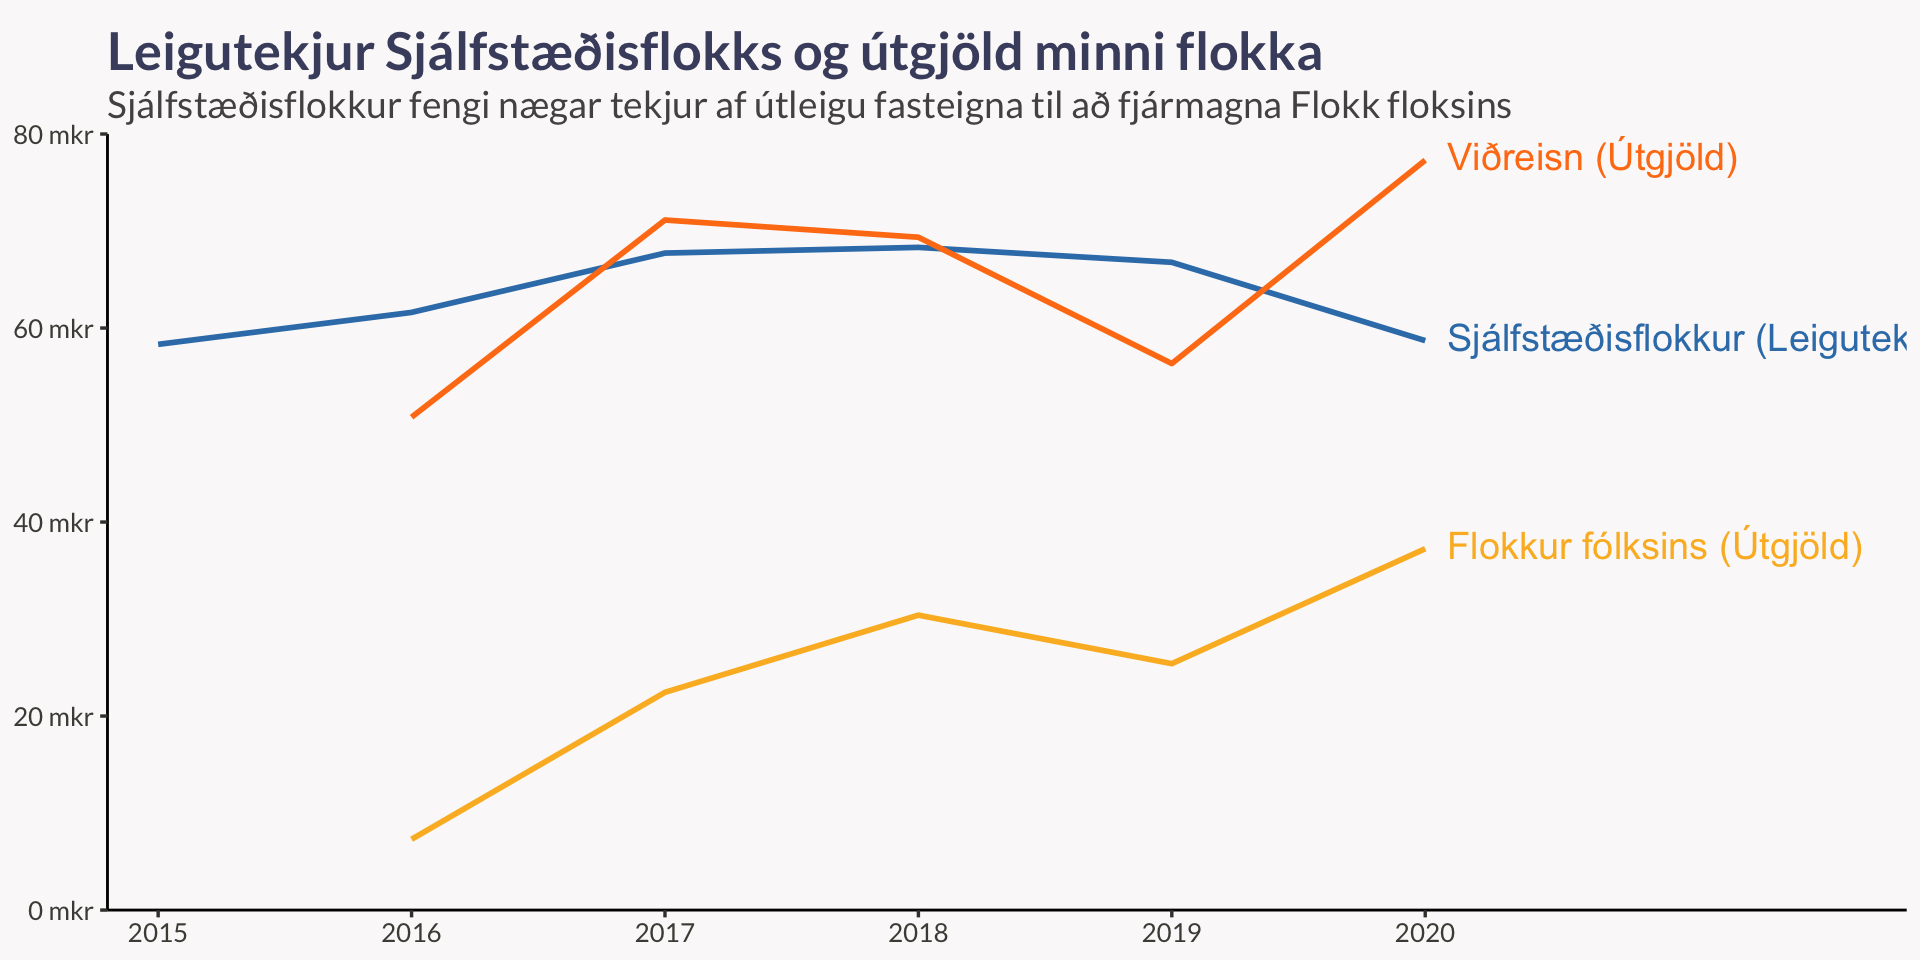 Leigutekjur Sjálfstæðisflokks og útgjöld minni flokka
Sjálfstæðisflokkur fengi nægar tekjur af útleigu fasteigna til að fjármagna Flokk floksins
80 mkr
Viðreisn (Útgjöld)
60 mkr
Sjálfstæðisflokkur (Leigutek
40 mkr
Flokkur fólksins (Útgjöld)
20 mkr
0 mkr
2015 2016 2017 2018 2019 2020